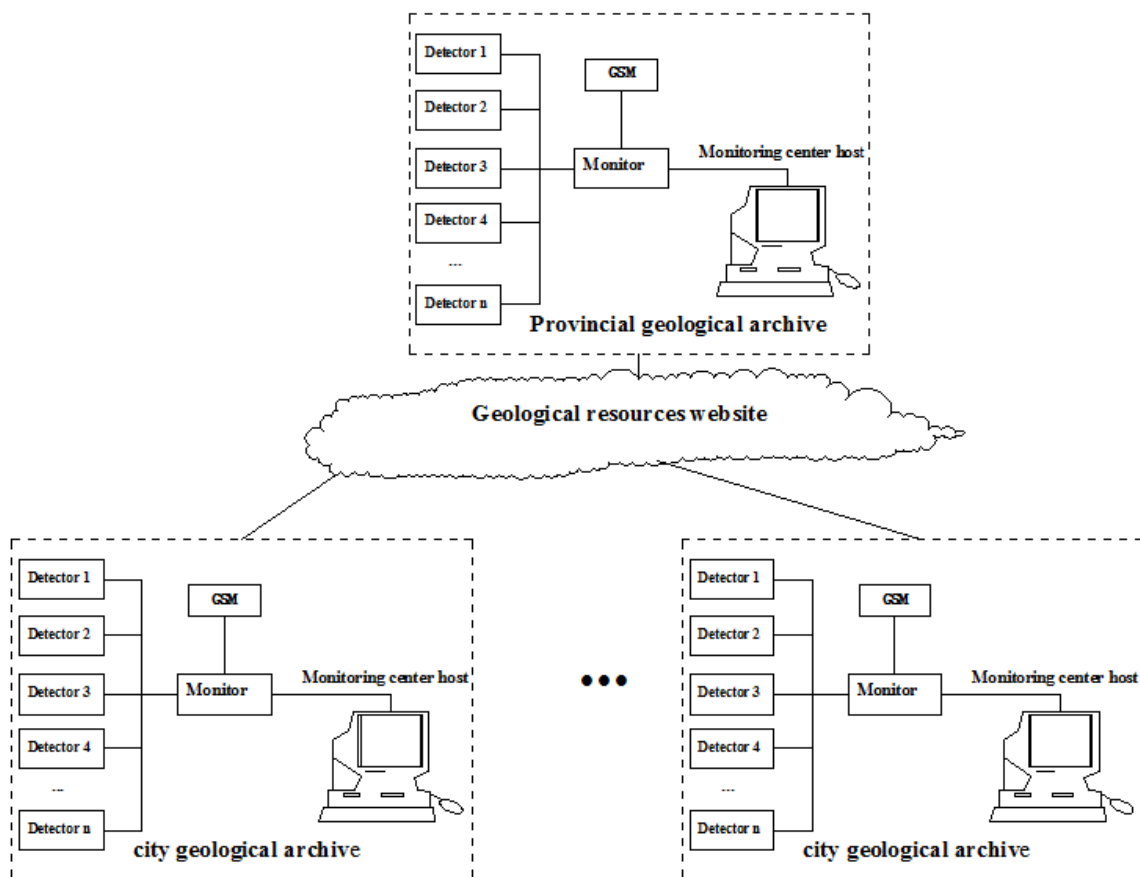 Detector 1
GSM
Detector 2
Monitoring center host
Detector 3
Monitor
Detector 4
...
Detector n
Provincial geological archive
Geological resources website
Detector 1
GSM
Detector 2
Monitoring center host
Detector 3
Monitor
Detector 4
...
Detector n
city geological archive
•••
Detector 1
GSM
Detector 2
Monitoring center host
Detector 3
Monitor
Detector 4
...
Detector n
city geological archive